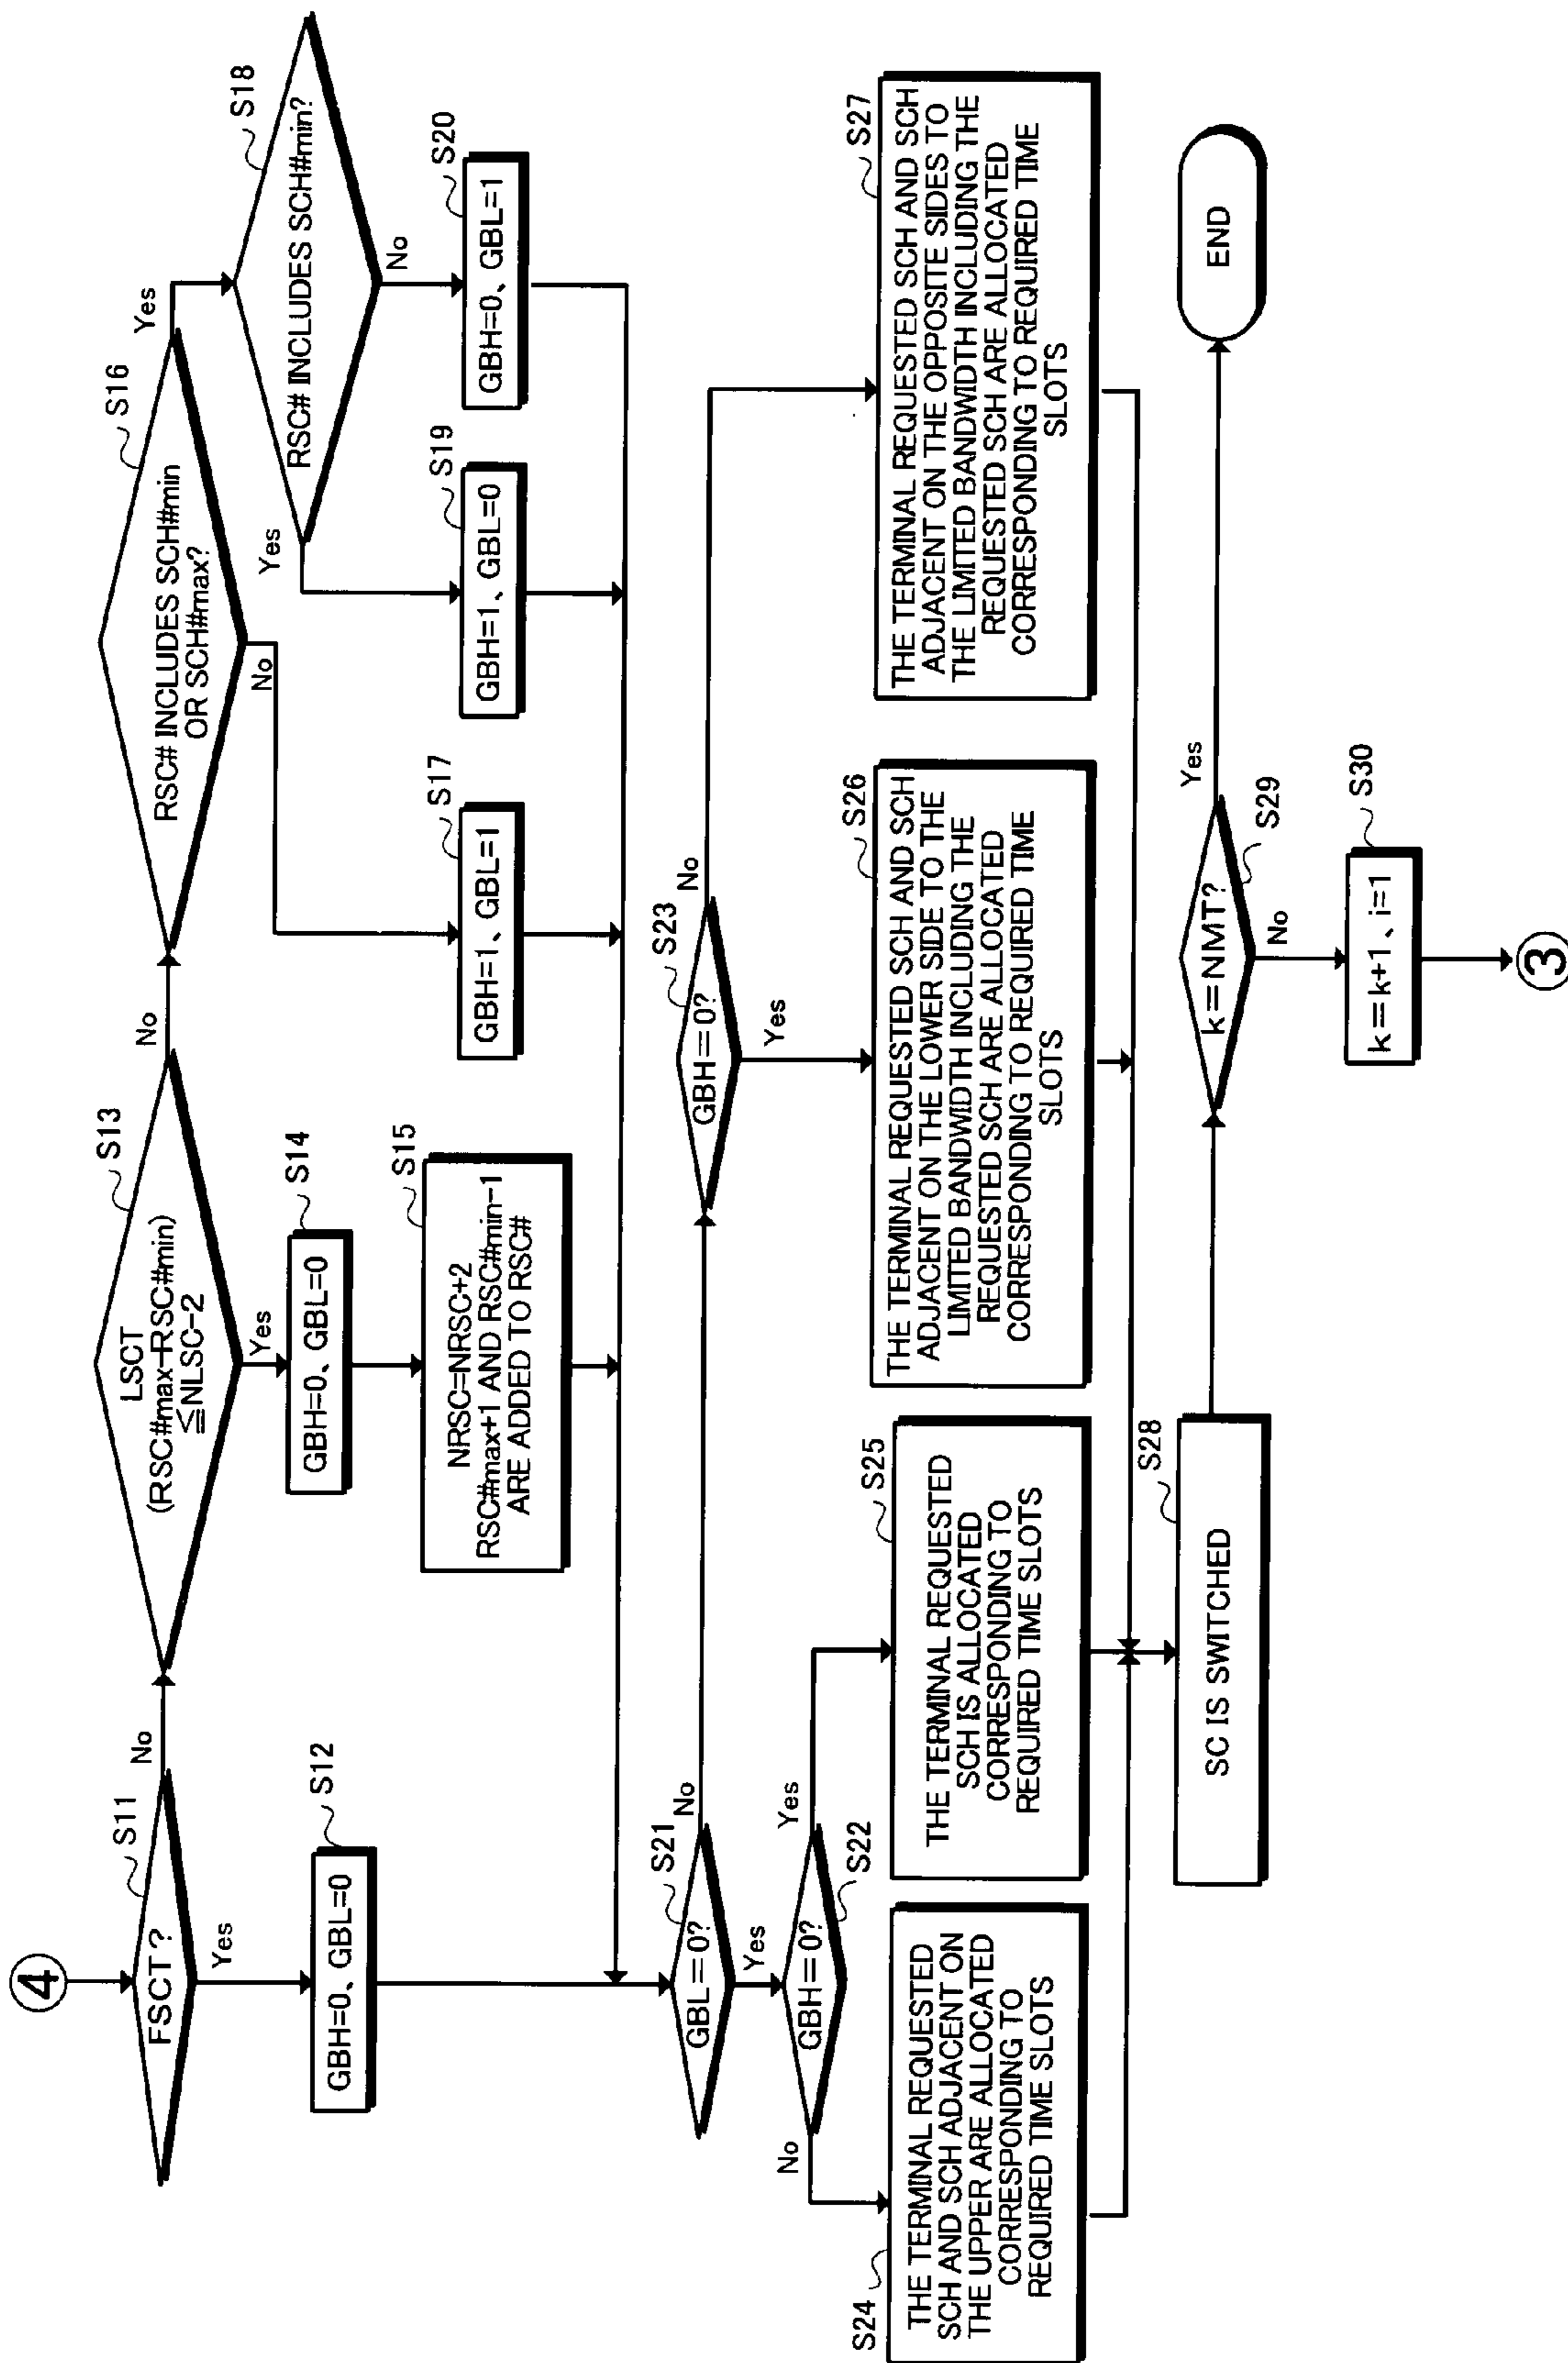 ④
FSCT?
S11
Yes
No
GBH=0、GBL=0
S12
LSCT
(RSC#max-RSC#min)
≦NLSC-2
S13
Yes
No
GBH=0、GBL=0
S14
NRSC=NRSC+2
RSC#max+1 AND RSC#min-1
ARE ADDED TO RSC#
S15
RSC# INCLUDES SCH#min
OR SCH#max?
S16
No
Yes
GBH=1、GBL=1
S17
RSC# INCLUDES SCH#min?
S18
Yes
No
GBH=1、GBL=0
S19
GBH=0、GBL=1
S20
GBL=0?
S21
Yes
No
GBH=0?
S22
No
Yes
GBH=0?
S23
Yes
No
S24
THE TERMINAL REQUESTED
SCH AND SCH ADJACENT ON
THE UPPER ARE ALLOCATED
CORRESPONDING TO
REQUIRED TIME SLOTS
S25
THE TERMINAL REQUESTED
SCH IS ALLOCATED
CORRESPONDING TO
REQUIRED TIME SLOTS
S26
THE TERMINAL REQUESTED SCH AND SCH
ADJACENT ON THE LOWER SIDE TO THE
LIMITED BANDWIDTH INCLUDING THE
REQUESTED SCH ARE ALLOCATED
CORRESPONDING TO REQUIRED TIME
SLOTS
S27
THE TERMINAL REQUESTED SCH AND SCH
ADJACENT ON THE OPPOSITE SIDES TO
THE LIMITED BANDWIDTH INCLUDING THE
REQUESTED SCH ARE ALLOCATED
CORRESPONDING TO REQUIRED TIME
SLOTS
S28
SC IS SWITCHED
k=NMT?
S29
Yes
No
END
k=k+1、i=1
S30
③